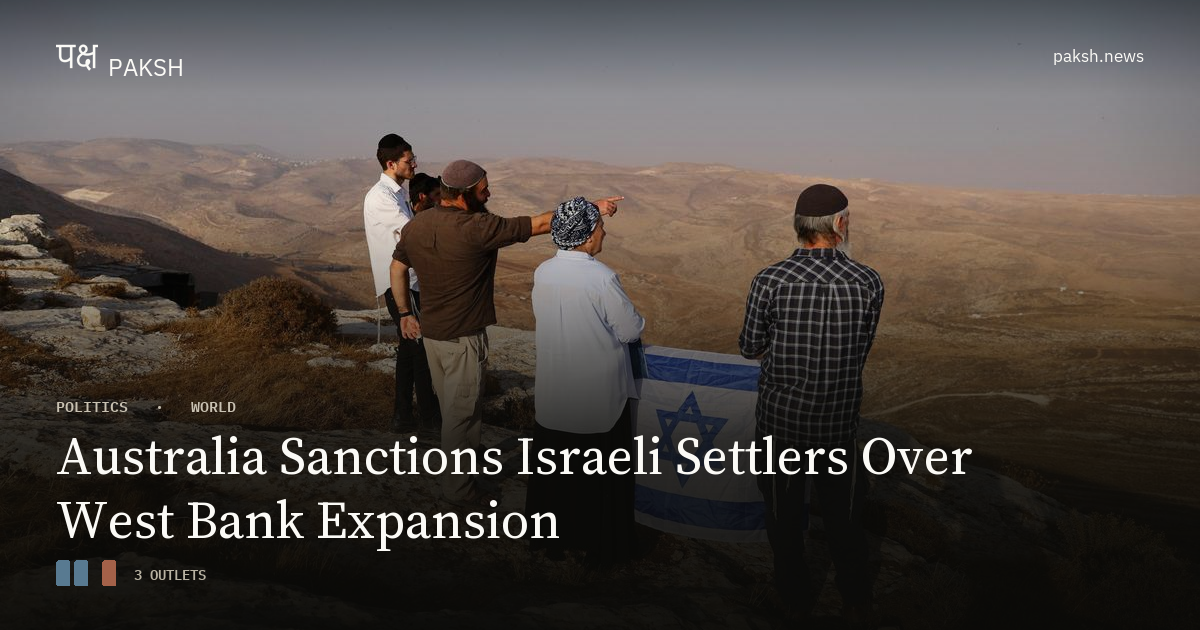 पक्ष PAKSH
paksh.news
POLITICS · WORLD
Australia Sanctions Israeli Settlers Over
West Bank Expansion
3 OUTLETS